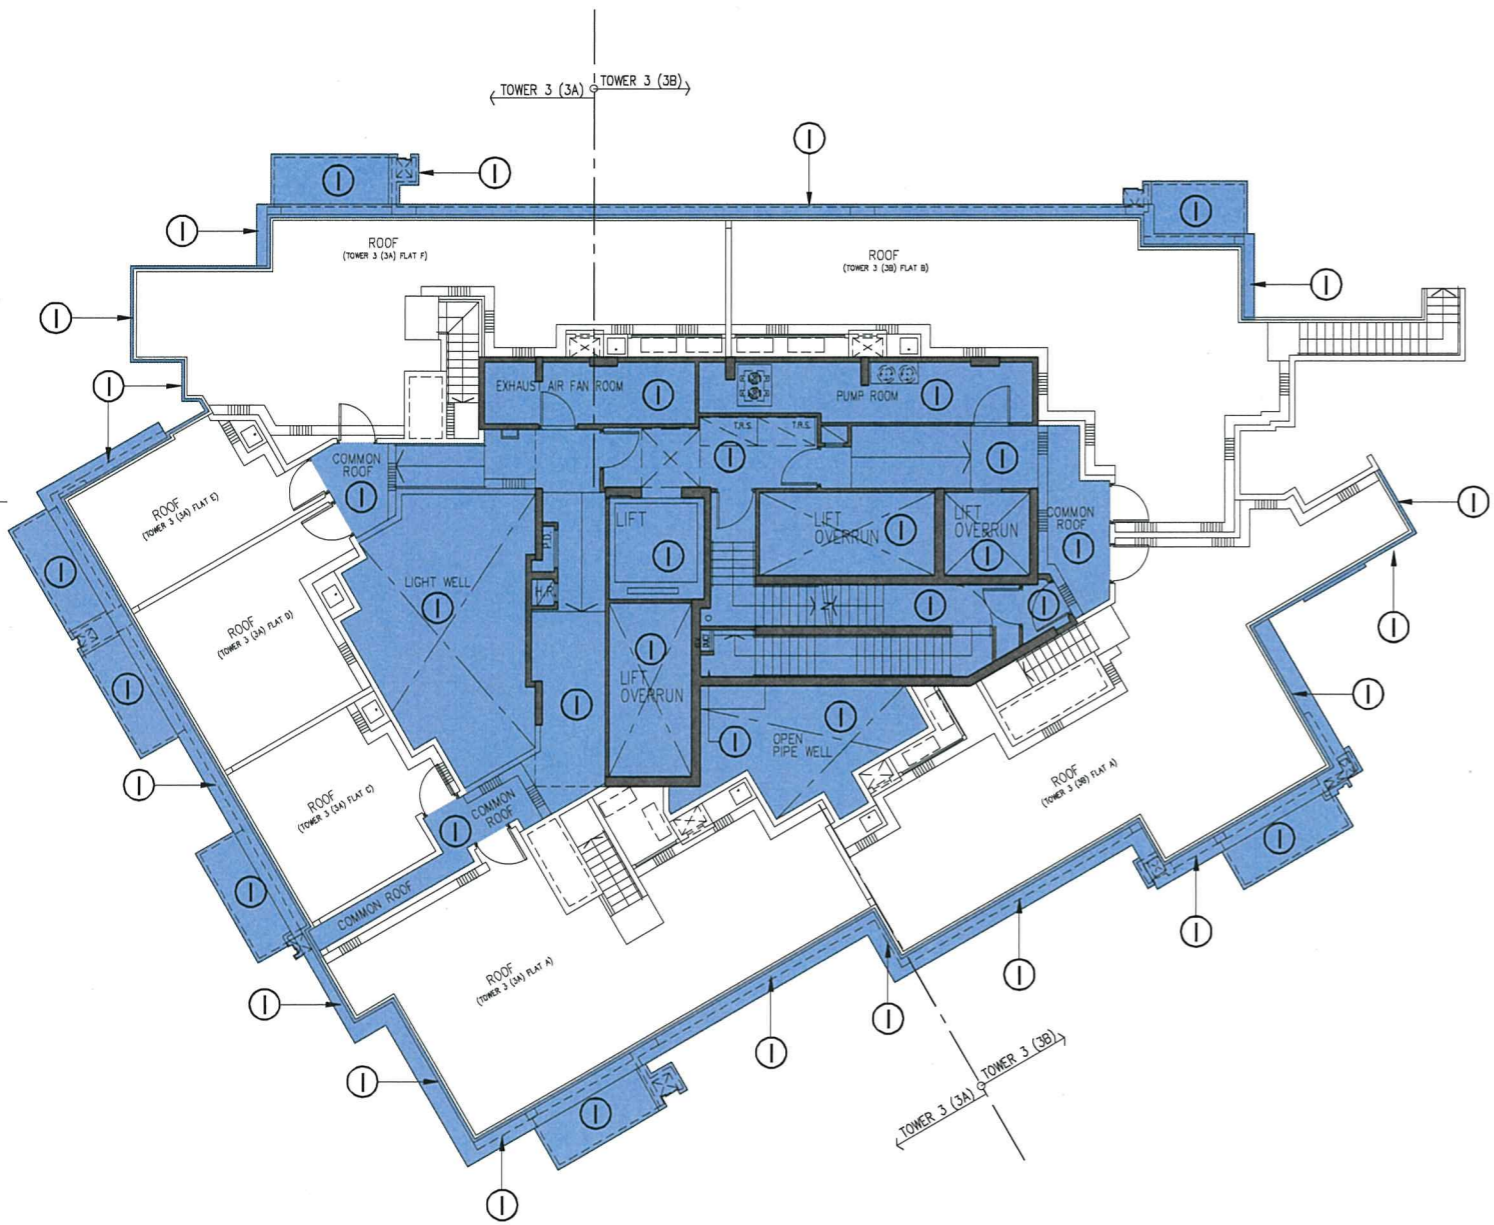 TOWER 3 (3A)
TOWER 3 (3B)
I
I
I
I
I
I
ROOF
(TOWER 3 (3A) FLAT F)
ROOF
(TOWER 3 (3B) FLAT B)
I
I
I
EXHAUST AIR FAN ROOM
I
PUMP ROOM
I
COMMON
ROOF
I
T.R.S.
T.R.S.
I
ROOF
(TOWER 3 (3A) FLAT E)
LIFT
I
LIFT
OVERRUN
I
LIFT
OVERRUN
I
COMMON
ROOF
I
I
I
P.D.
H.R.
LIGHT WELL
I
I
I
I
I
ROOF
(TOWER 3 (3A) FLAT D)
I
LIFT
OVERRUN
I
I
I
I
OPEN
PIPE WELL
I
ROOF
(TOWER 3 (3B) FLAT A)
I
ROOF
(TOWER 3 (3A) FLAT C)
COMMON
ROOF
I
I
I
COMMON ROOF
I
I
ROOF
(TOWER 3 (3A) FLAT A)
I
I
I
I
I
I
TOWER 3 (3B)
TOWER 3 (3A)
I